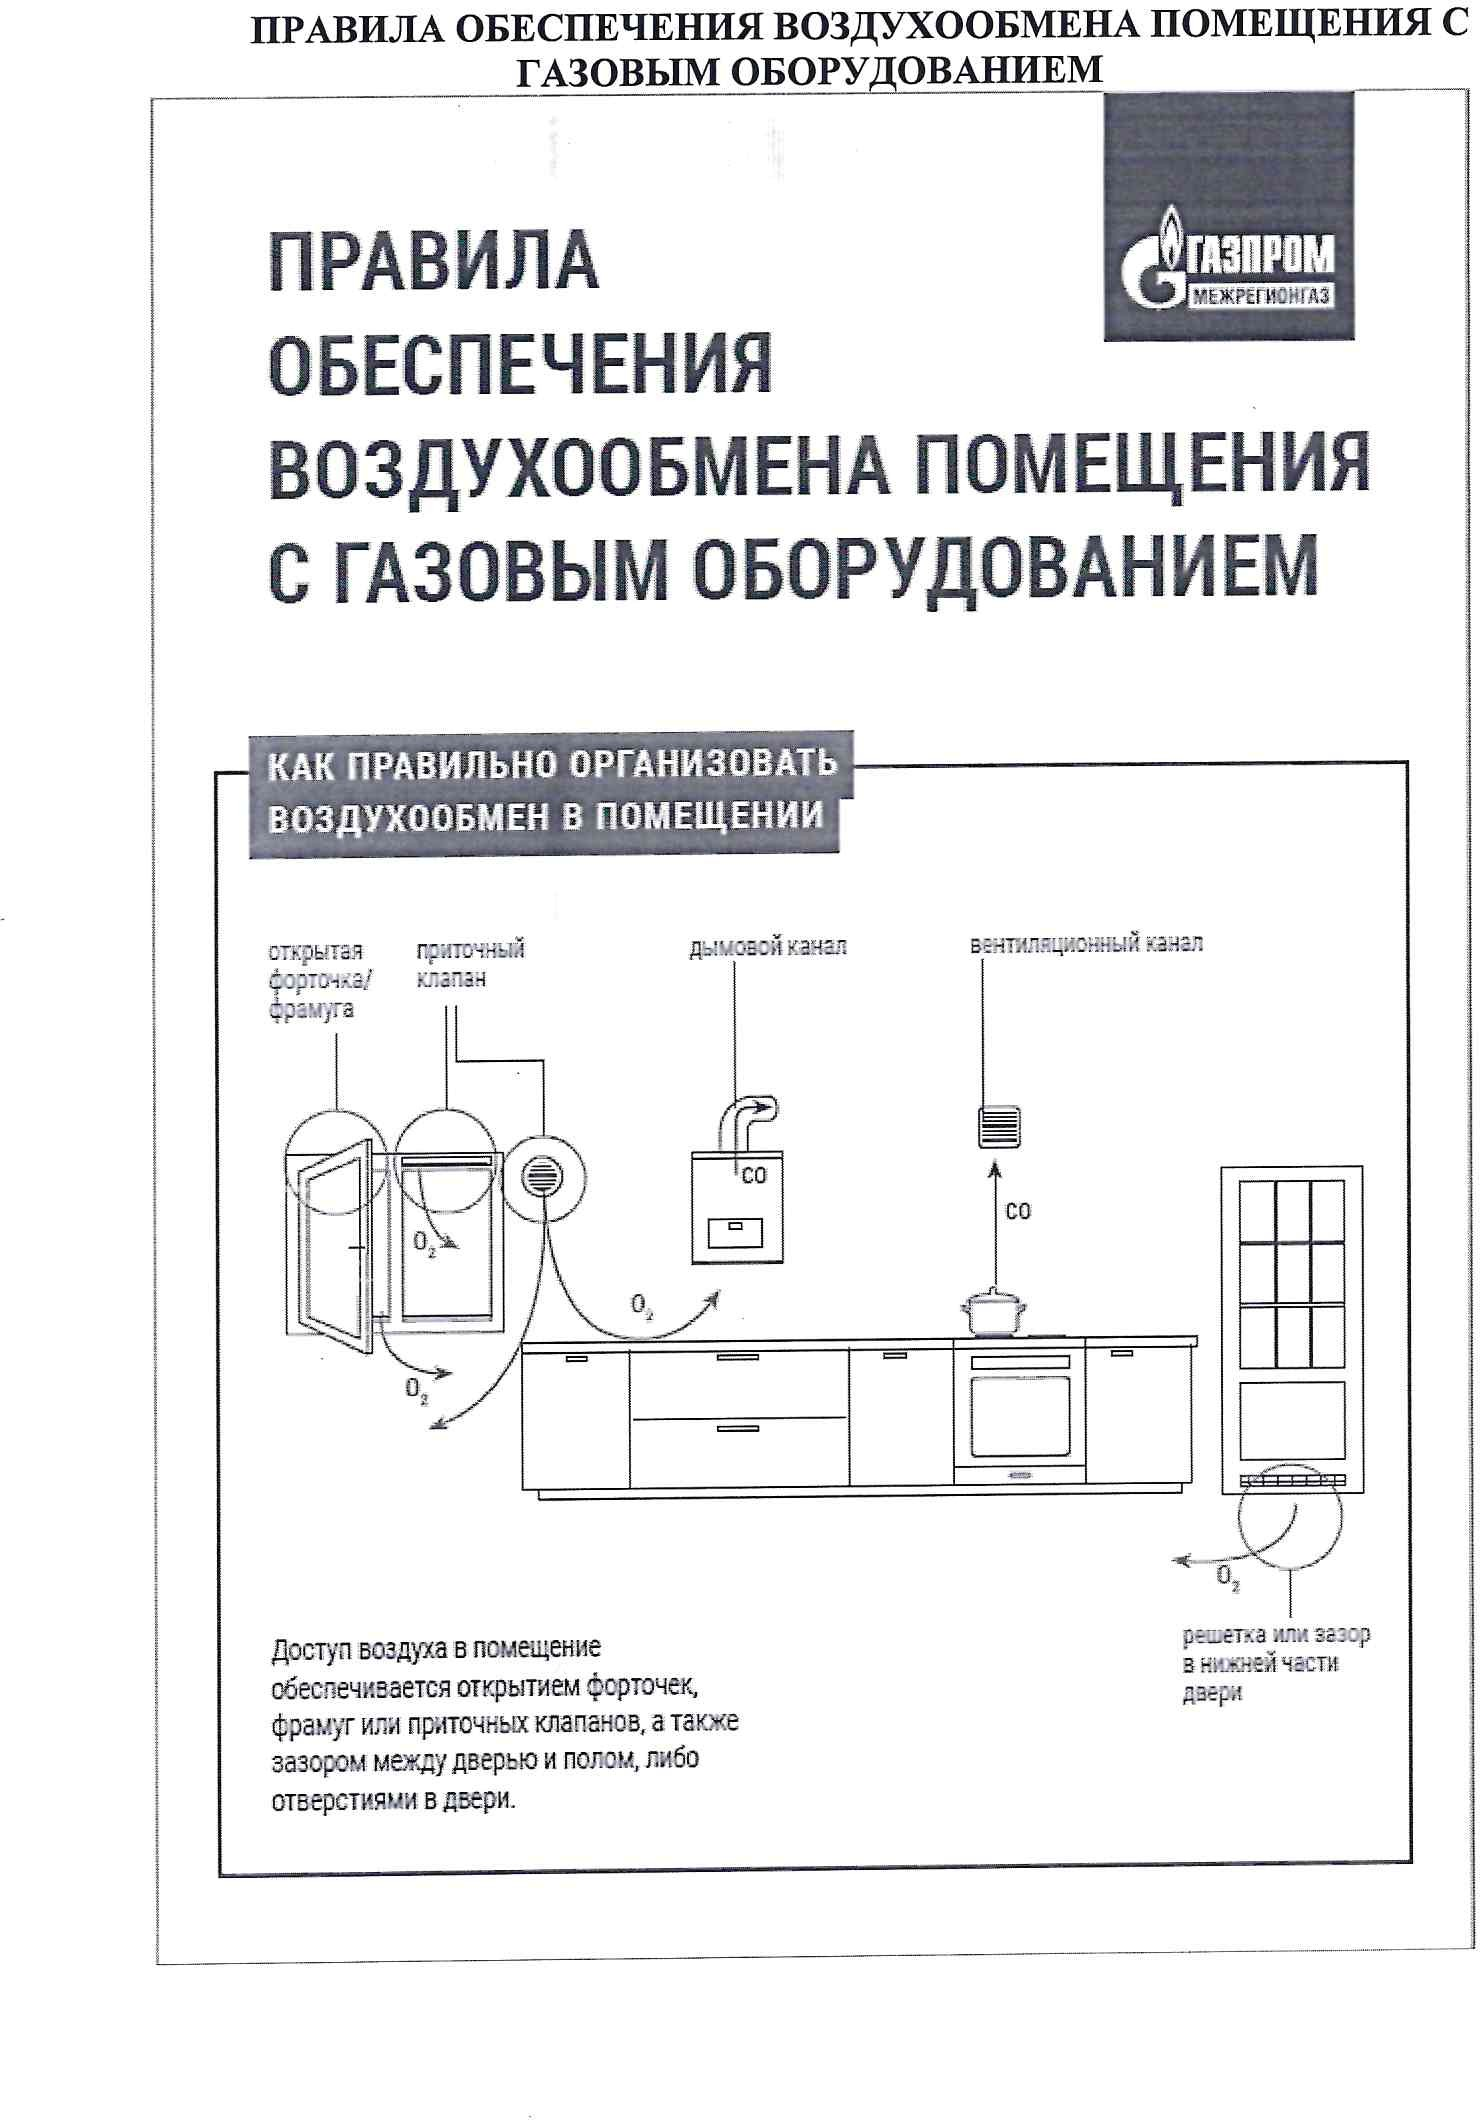 ПРАВИЛА ОБЕСПЕЧЕНИЯ ВОЗДУХООБМЕНА ПОМЕЩЕНИЯ С
ГАЗОВЫМ ОБОРУДОВАНИЕМ
ГАЗПРОМ
МЕЖРЕГИОНГАЗ
ПРАВИЛА
ОБЕСПЕЧЕНИЯ
ВОЗДУХООБМЕНА ПОМЕЩЕНИЯ
С ГАЗОВЫМ ОБОРУДОВАНИЕМ
КАК ПРАВИЛЬНО ОРГАНИЗОВАТЬ
ВОЗДУХООБМЕН В ПОМЕЩЕНИИ
открытая
форточка/
фрамуга
приточный
клапан
дымовой канал
вентиляционный канал
CO
CO
O₂
O₂
O₂
O₂
решетка или зазор
в нижней части
двери
Доступ воздуха в помещение
обеспечивается открытием форточек,
фрамуг или приточных клапанов, а также
зазором между дверью и полом, либо
отверстиями в двери.